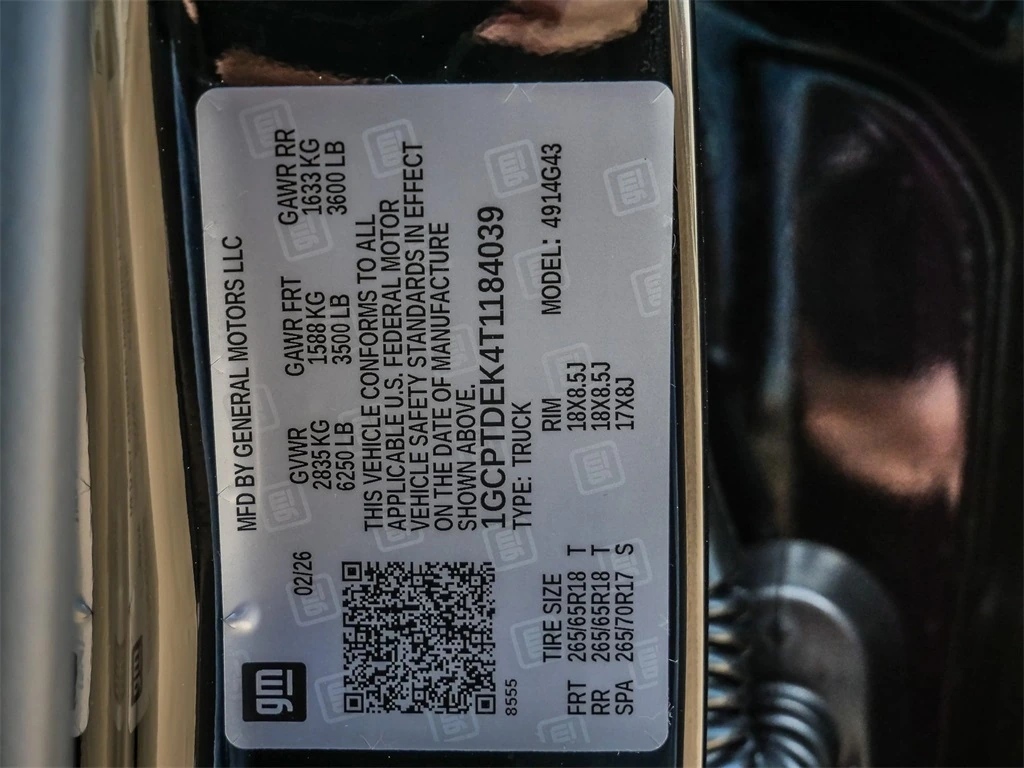 gm
02/26
MFD BY GENERAL MOTORS LLC
GVWR GAWR FRT GAWR RR
2835 KG 1588 KG 1633 KG
6250 LB 3500 LB 3600 LB
THIS VEHICLE CONFORMS TO ALL
APPLICABLE U.S. FEDERAL MOTOR
VEHICLE SAFETY STANDARDS IN EFFECT
ON THE DATE OF MANUFACTURE
SHOWN ABOVE.
1GCPTDEK4T1184039
TYPE: TRUCK
8555
MODEL: 4914G43
TIRE SIZE RIM
FRT 265/65R18 T 18X8.5J
RR 265/65R18 T 18X8.5J
SPA 265/70R17 S 17X8J